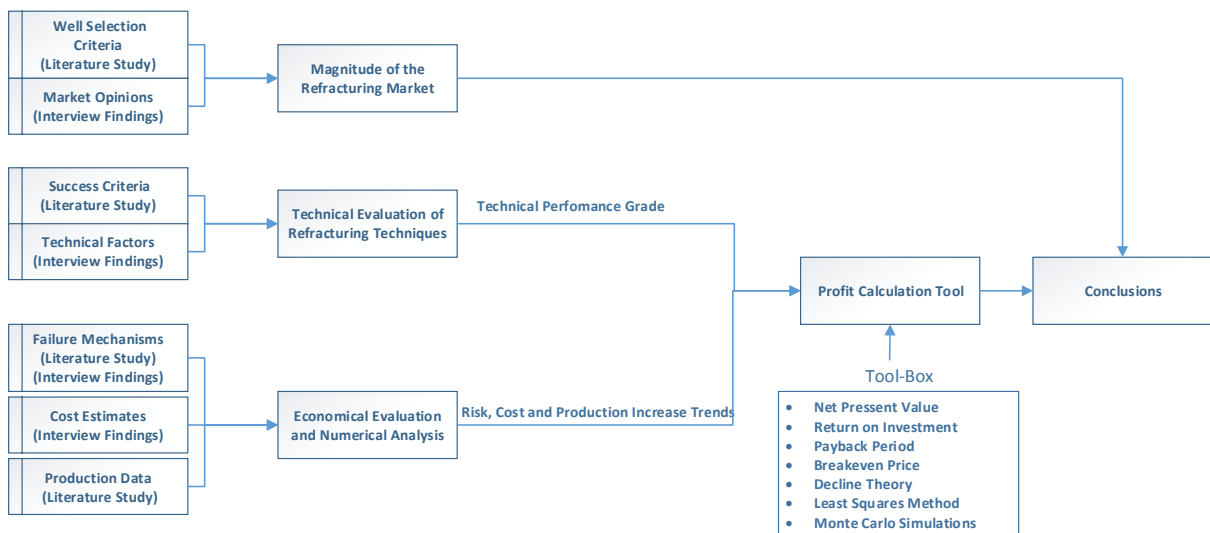 Well Selection
Criteria
(Literature Study)
Market Opinions
(Interview Findings)
Magnitude of the
Refracturing Market
Success Criteria
(Literature Study)
Technical Factors
(Interview Findings)
Technical Evaluation of
Refracturing Techniques
Technical Perfomance Grade
Failure Mechanisms
(Literature Study)
(Interview Findings)
Cost Estimates
(Interview Findings)
Production Data
(Literature Study)
Economical Evaluation
and Numerical Analysis
Risk, Cost and Production Increase Trends
Profit Calculation Tool
Conclusions
Tool-Box
• Net Pressent Value
• Return on Investment
• Payback Period
• Breakeven Price
• Decline Theory
• Least Squares Method
• Monte Carlo Simulations